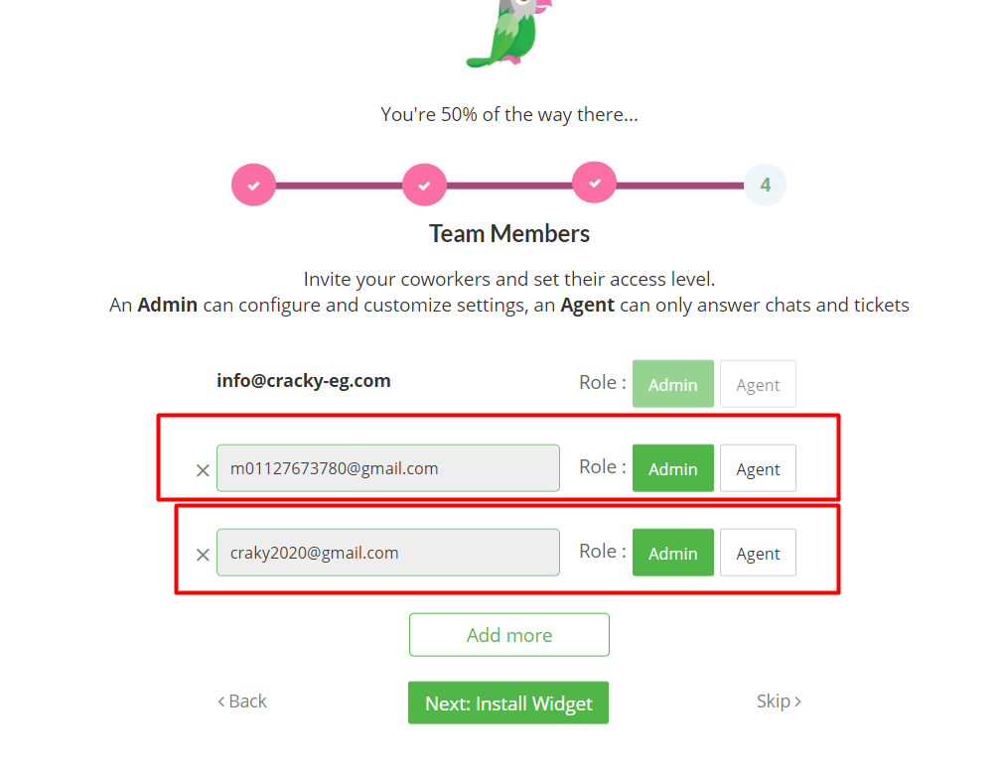 You're 50% of the way there...
4
Team Members
Invite your coworkers and set their access level.
An Admin can configure and customize settings, an Agent can only answer chats and tickets
info@cracky-eg.com Role : Admin Agent
× m01127673780@gmail.com Role : Admin Agent
× craky2020@gmail.com Role : Admin Agent
Add more
< Back Next: Install Widget Skip >